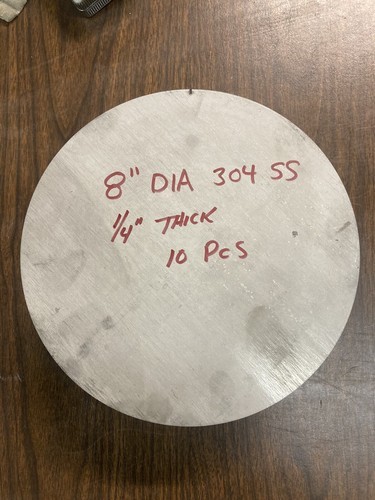 8" DIA 304 SS
1/4" THICK
10 PCS